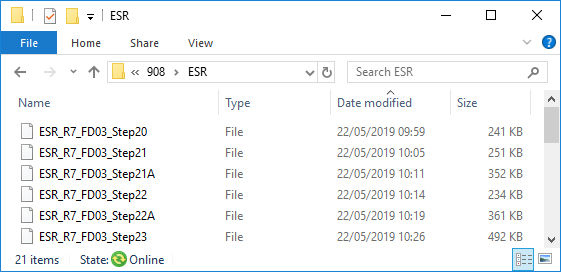 ESR
File Home Share View
« 908 › ESR Search ESR
Name Type Date modified Size
ESR_R7_FD03_Step20 File 22/05/2019 09:59 241 KB
ESR_R7_FD03_Step21 File 22/05/2019 10:05 251 KB
ESR_R7_FD03_Step21A File 22/05/2019 10:11 352 KB
ESR_R7_FD03_Step22 File 22/05/2019 10:14 234 KB
ESR_R7_FD03_Step22A File 22/05/2019 10:19 361 KB
ESR_R7_FD03_Step23 File 22/05/2019 10:26 492 KB
21 items State: Online